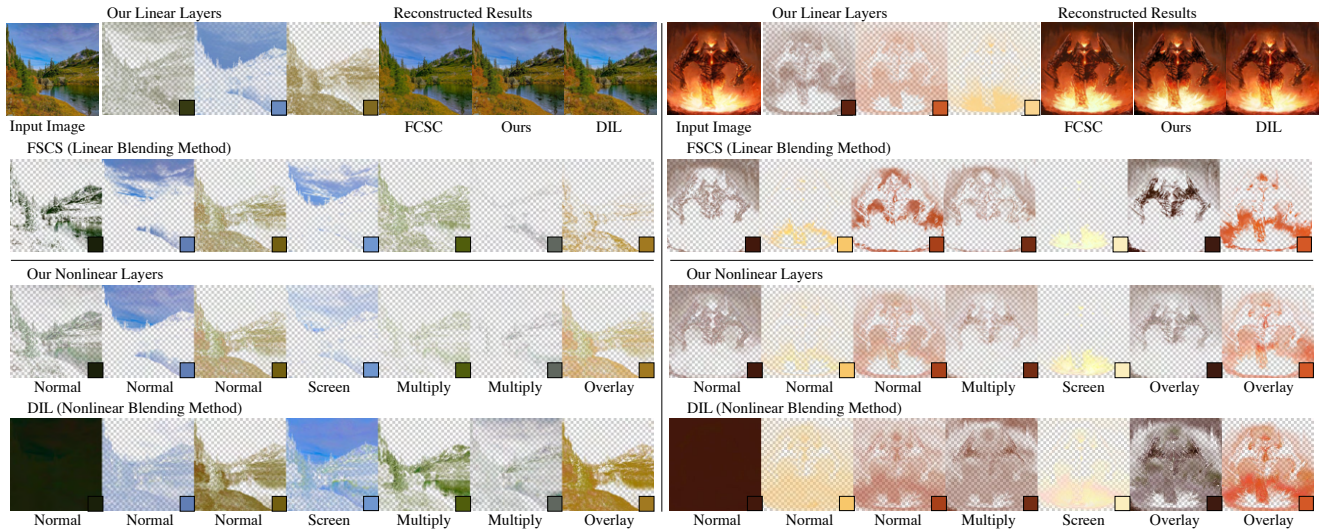 Our Linear Layers Reconstructed Results
Input Image FCSC Ours DIL
FSCS (Linear Blending Method)
Our Nonlinear Layers
Normal Normal Normal Screen Multiply Multiply Overlay
DIL (Nonlinear Blending Method)
Normal Normal Normal Screen Multiply Multiply Overlay
Our Linear Layers Reconstructed Results
Input Image FCSC Ours DIL
FSCS (Linear Blending Method)
Our Nonlinear Layers
Normal Normal Normal Multiply Screen Overlay Overlay
DIL (Nonlinear Blending Method)
Normal Normal Normal Multiply Screen Overlay Overlay